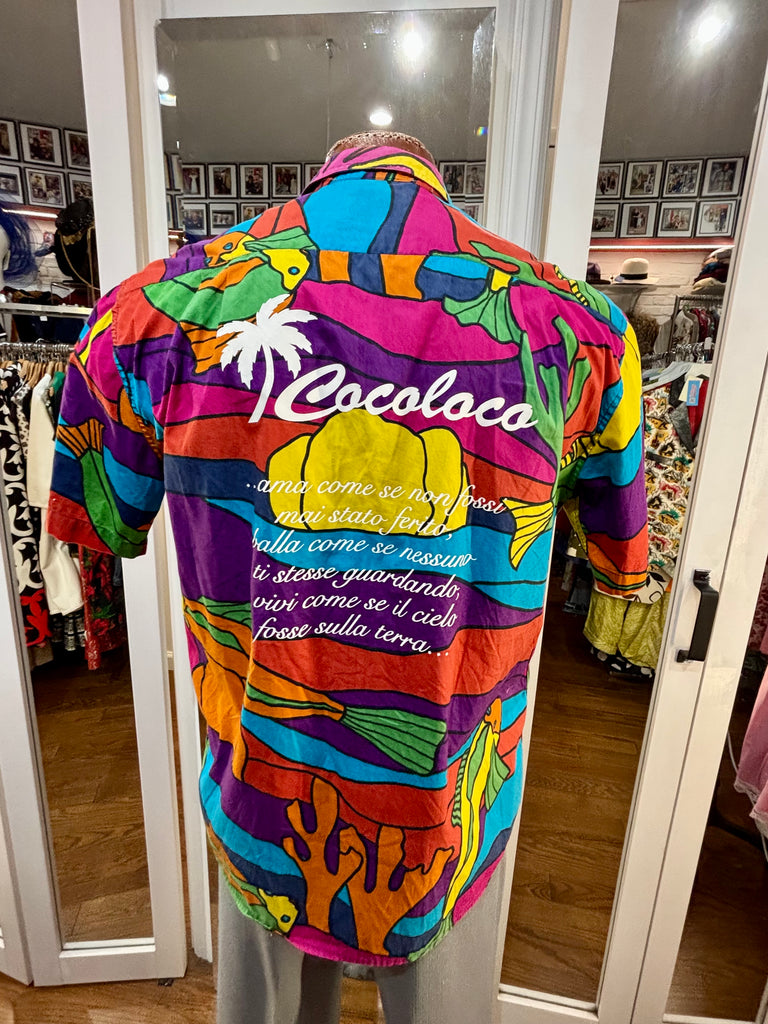 Cocoloco
..ama come se non fossi
mai stato ferito,
balla come se nessuno
ti stesse guardando,
vivi come se il cielo
fosse sulla terra...